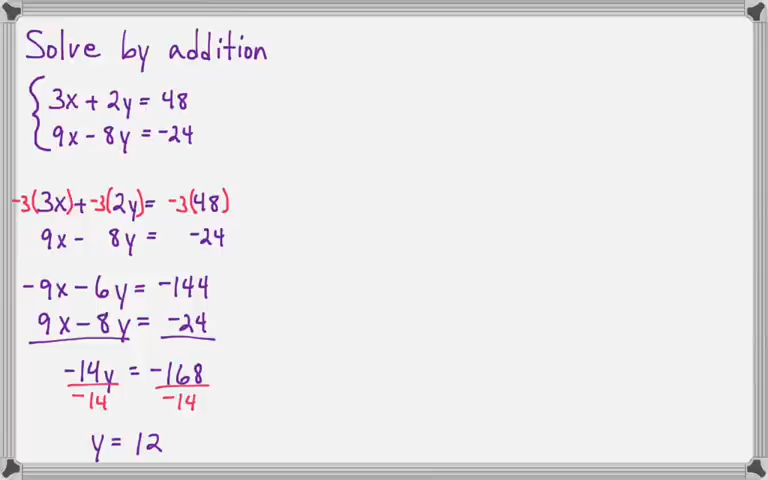 Solve by addition
3x + 2y = 48
9x - 8y = -24
-3(3x) + -3(2y) = -3(48)
9x - 8y = -24
-9x - 6y = -144
9x - 8y = -24
-14y = -168
-14 -14
y = 12